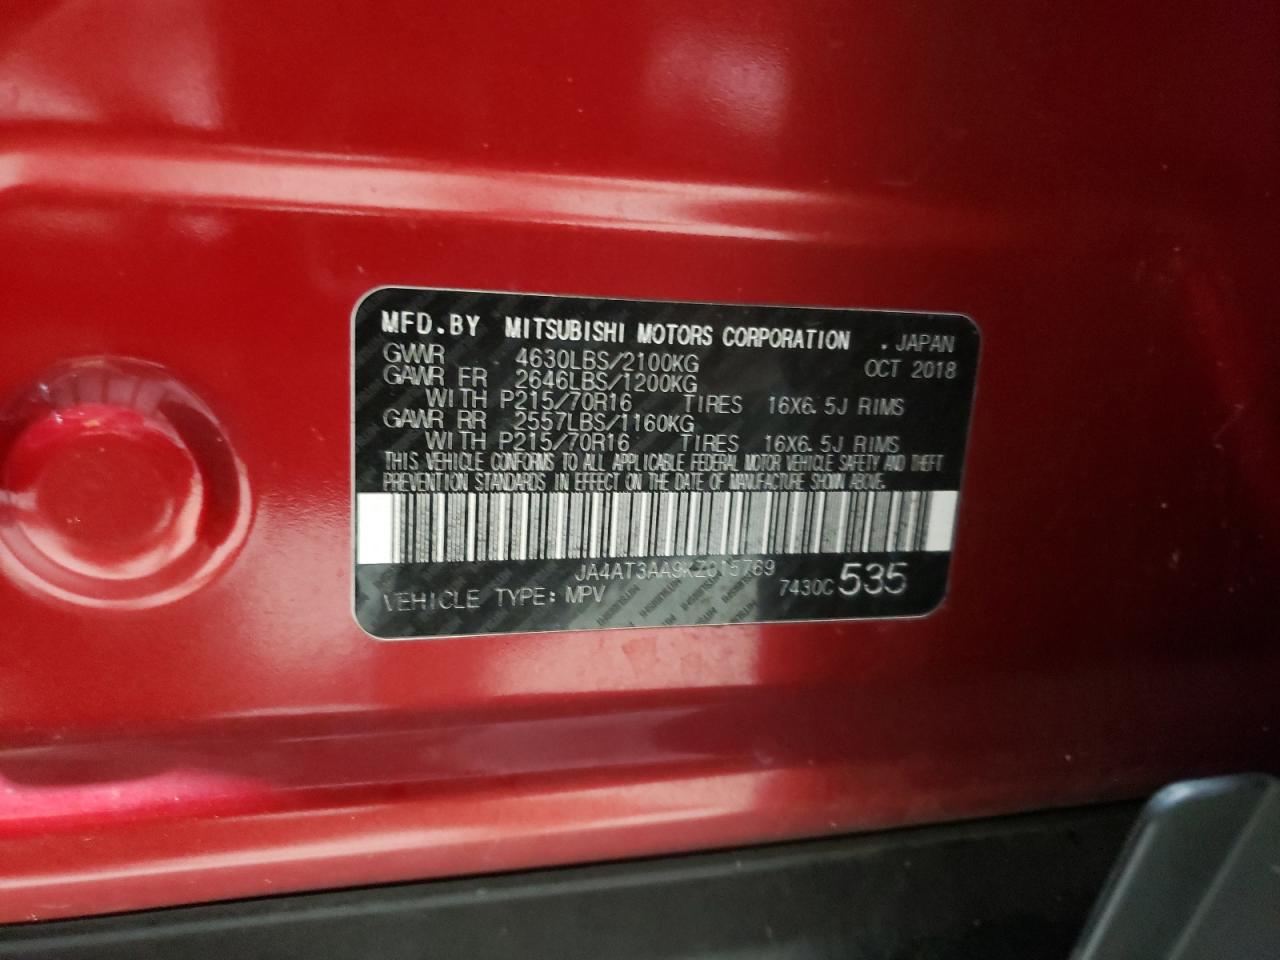 MFD.BY MITSUBISHI MOTORS CORPORATION . JAPAN
GVWR 4630LBS/2100KG OCT 2018
GAWR FR 2646LBS/1200KG
WITH P215/70R16 TIRES 16X6.5J RIMS
GAWR RR 2557LBS/1160KG
WITH P215/70R16 TIRES 16X6.5J RIMS
THIS VEHICLE CONFORMS TO ALL APPLICABLE FEDERAL MOTOR VEHICLE SAFETY AND THEFT
PREVENTION STANDARDS IN EFFECT ON THE DATE OF MANUFACTURE SHOWN ABOVE.
JA4AT3AA9KZ015769
VEHICLE TYPE: MPV 7430C 535